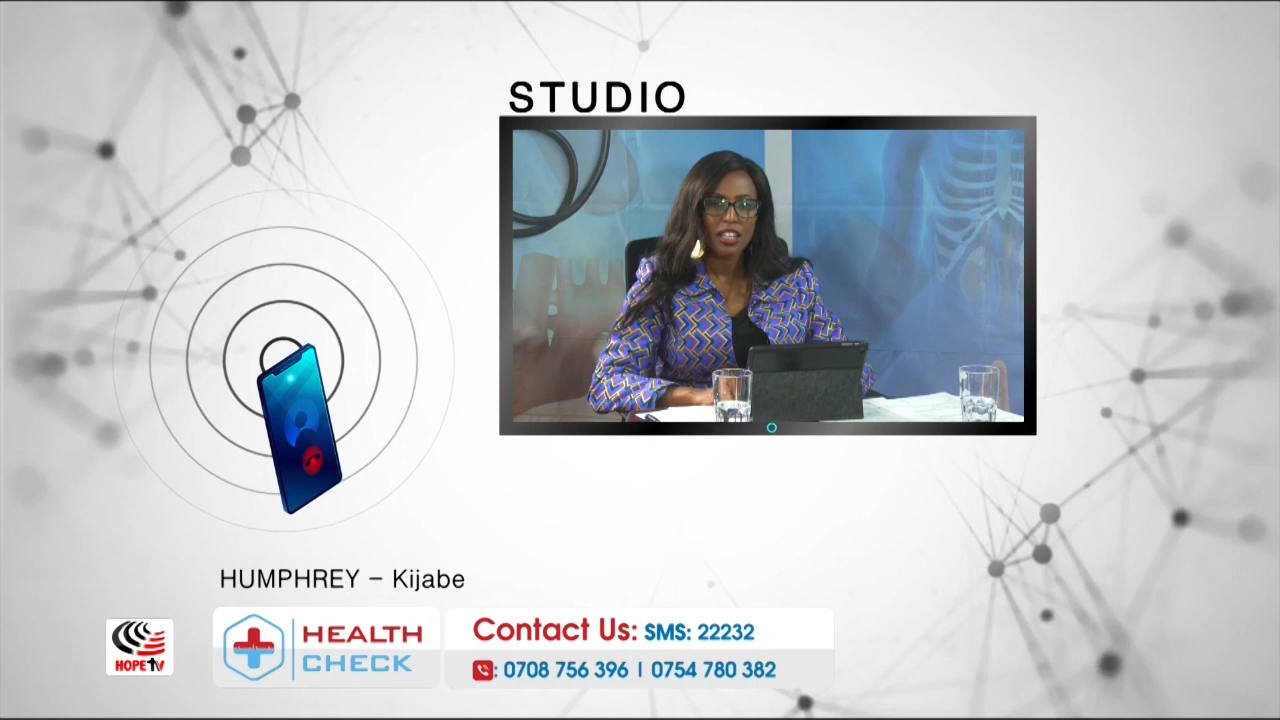 STUDIO
HUMPHREY – Kijabe
HOPE TV
HEALTH
CHECK
Contact Us: SMS: 22232
: 0708 756 396 | 0754 780 382